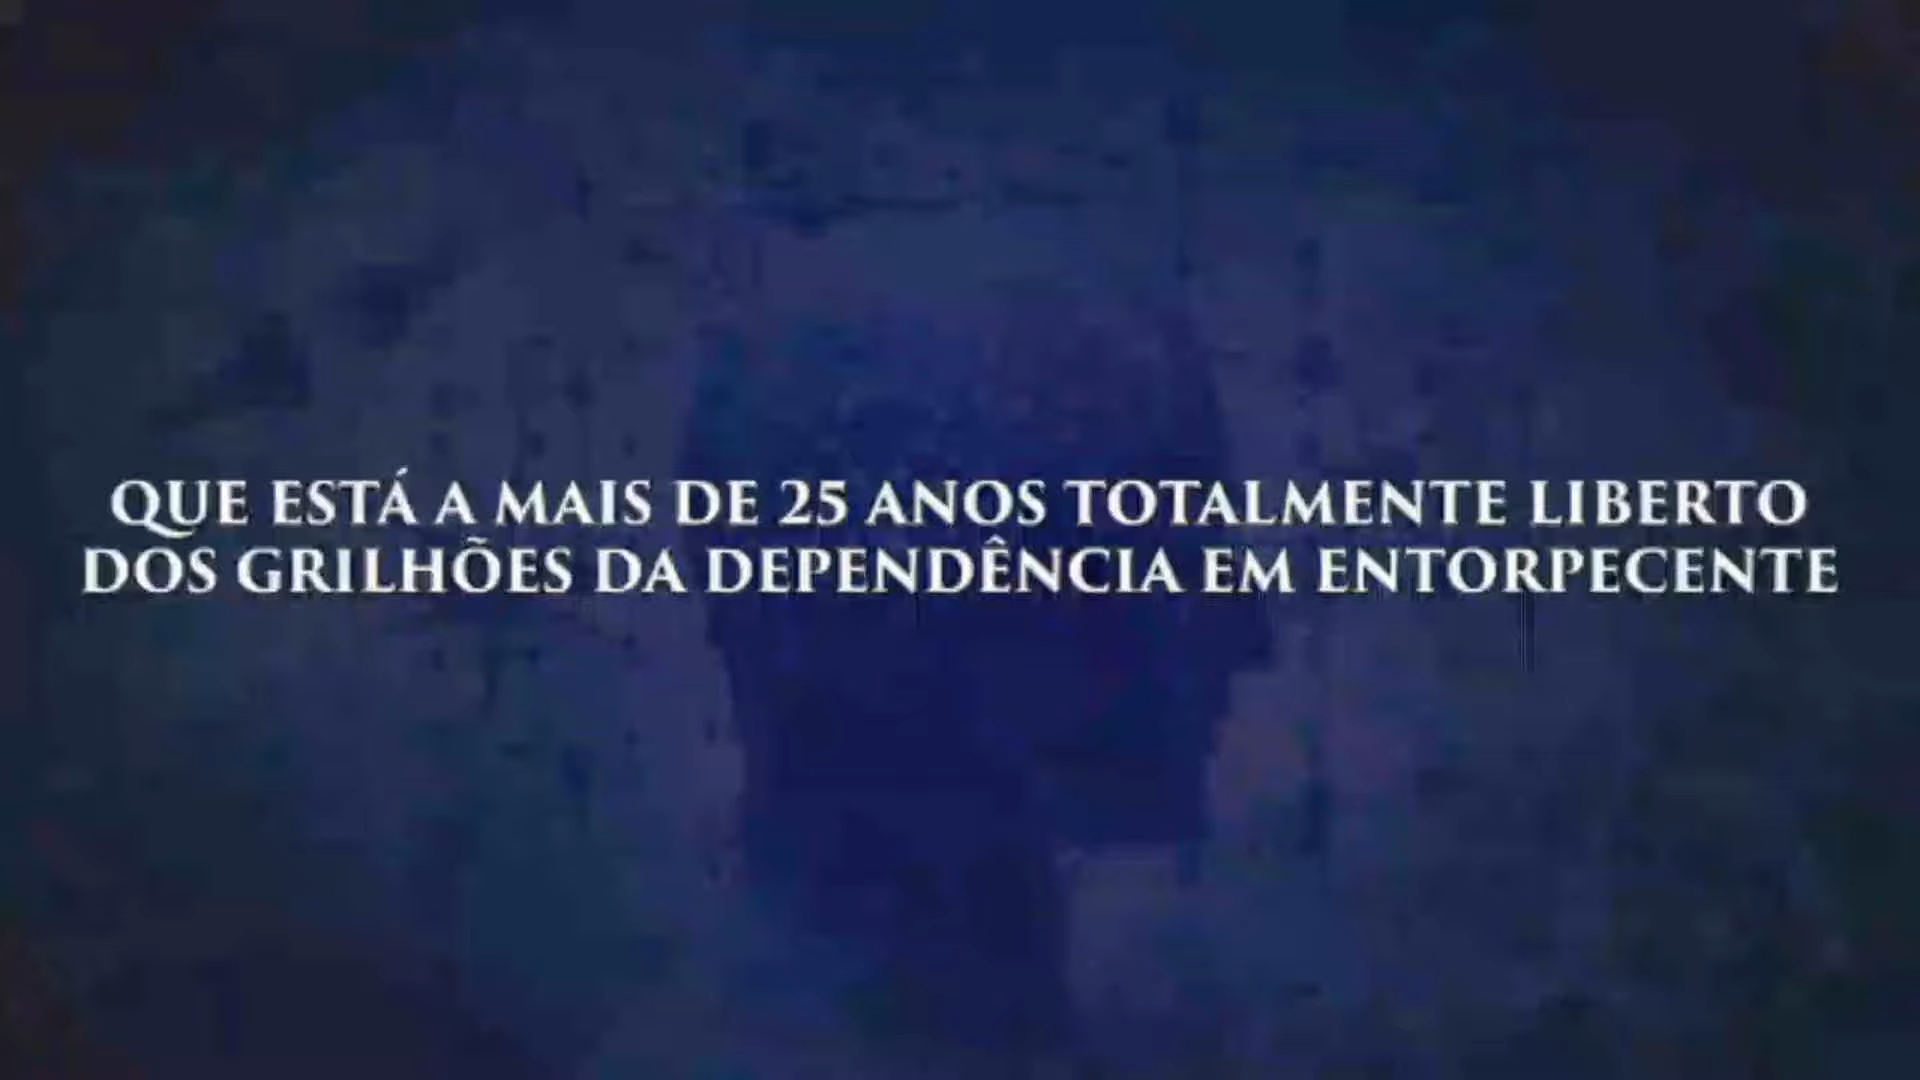 QUE ESTÁ A MAIS DE 25 ANOS TOTALMENTE LIBERTO
DOS GRILHÕES DA DEPENDÊNCIA EM ENTORPECENTE